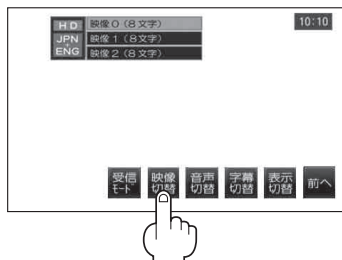 HD 映像0(8文字) 10:10
JPN 映像1(8文字)
+
ENG 映像2(8文字)
受信 映像 音声 字幕 表示 前へ
モード 切替 切替 切替 切替